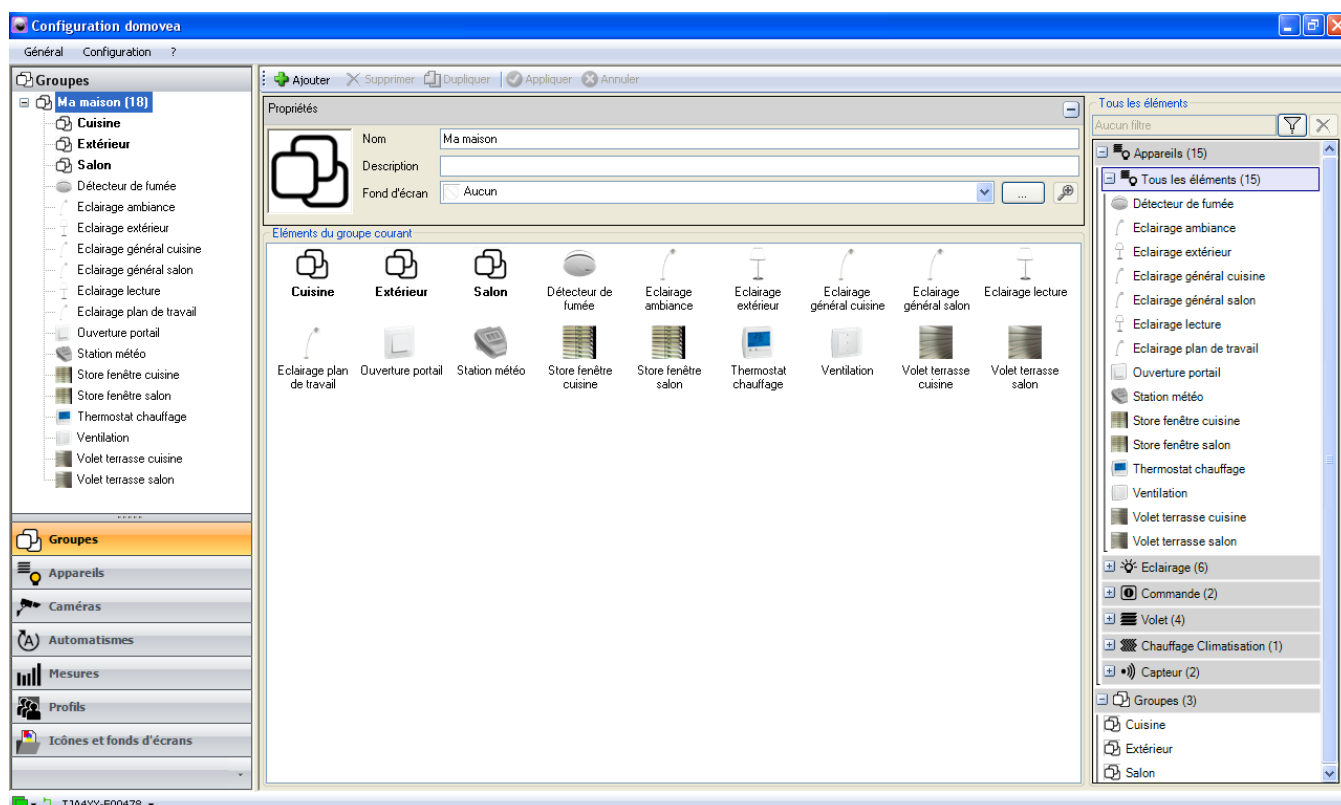 Configuration domovea
Général Configuration ?
Groupes
Ma maison (18)
Cuisine
Extérieur
Salon
Détecteur de fumée
Eclairage ambiance
Eclairage extérieur
Eclairage général cuisine
Eclairage général salon
Eclairage lecture
Eclairage plan de travail
Ouverture portail
Station météo
Store fenêtre cuisine
Store fenêtre salon
Thermostat chauffage
Ventilation
Volet terrasse cuisine
Volet terrasse salon
Groupes
Appareils
Caméras
Automatismes
Mesures
Profils
Icônes et fonds d'écrans
Ajouter Supprimer Dupliquer Appliquer Annuler
Propriétés
Nom Ma maison
Description
Fond d'écran Aucun ...
Eléments du groupe courant
Cuisine
Extérieur
Salon
Détecteur de
fumée
Eclairage
ambiance
Eclairage
extérieur
Eclairage
général cuisine
Eclairage
général salon
Eclairage lecture
Eclairage plan
de travail
Ouverture portail
Station météo
Store fenêtre
cuisine
Store fenêtre
salon
Thermostat
chauffage
Ventilation
Volet terrasse
cuisine
Volet terrasse
salon
Tous les éléments
Aucun filtre
Appareils (15)
Tous les éléments (15)
Détecteur de fumée
Eclairage ambiance
Eclairage extérieur
Eclairage général cuisine
Eclairage général salon
Eclairage lecture
Eclairage plan de travail
Ouverture portail
Station météo
Store fenêtre cuisine
Store fenêtre salon
Thermostat chauffage
Ventilation
Volet terrasse cuisine
Volet terrasse salon
Eclairage (6)
Commande (2)
Volet (4)
Chauffage Climatisation (1)
Capteur (2)
Groupes (3)
Cuisine
Extérieur
Salon